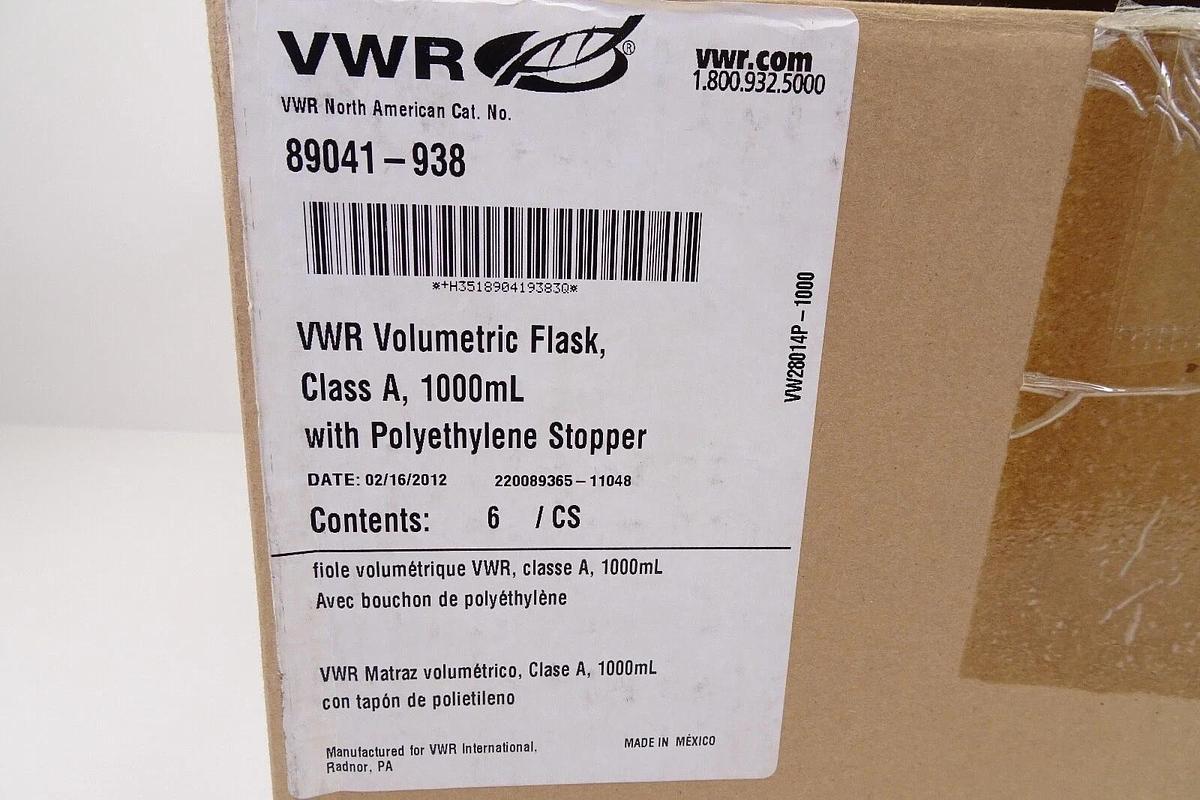 VWR ®
vwr.com
1.800.932.5000
VWR North American Cat. No.
89041-938
*+H351890419383Q*
VWR Volumetric Flask,
Class A, 1000mL
with Polyethylene Stopper
DATE: 02/16/2012 220089365-11048
Contents: 6 / CS
VW28014P-1000
fiole volumétrique VWR, classe A, 1000mL
Avec bouchon de polyéthylène
VWR Matraz volumétrico, Clase A, 1000mL
con tapón de polietileno
Manufactured for VWR International,
Radnor, PA
MADE IN MÉXICO